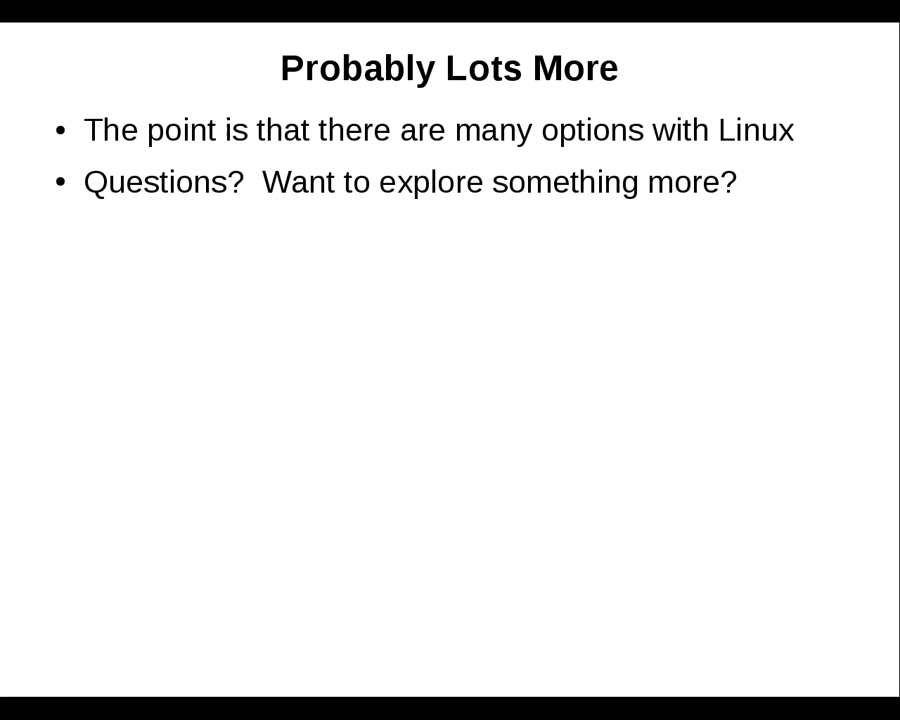 Probably Lots More
• The point is that there are many options with Linux
• Questions?  Want to explore something more?